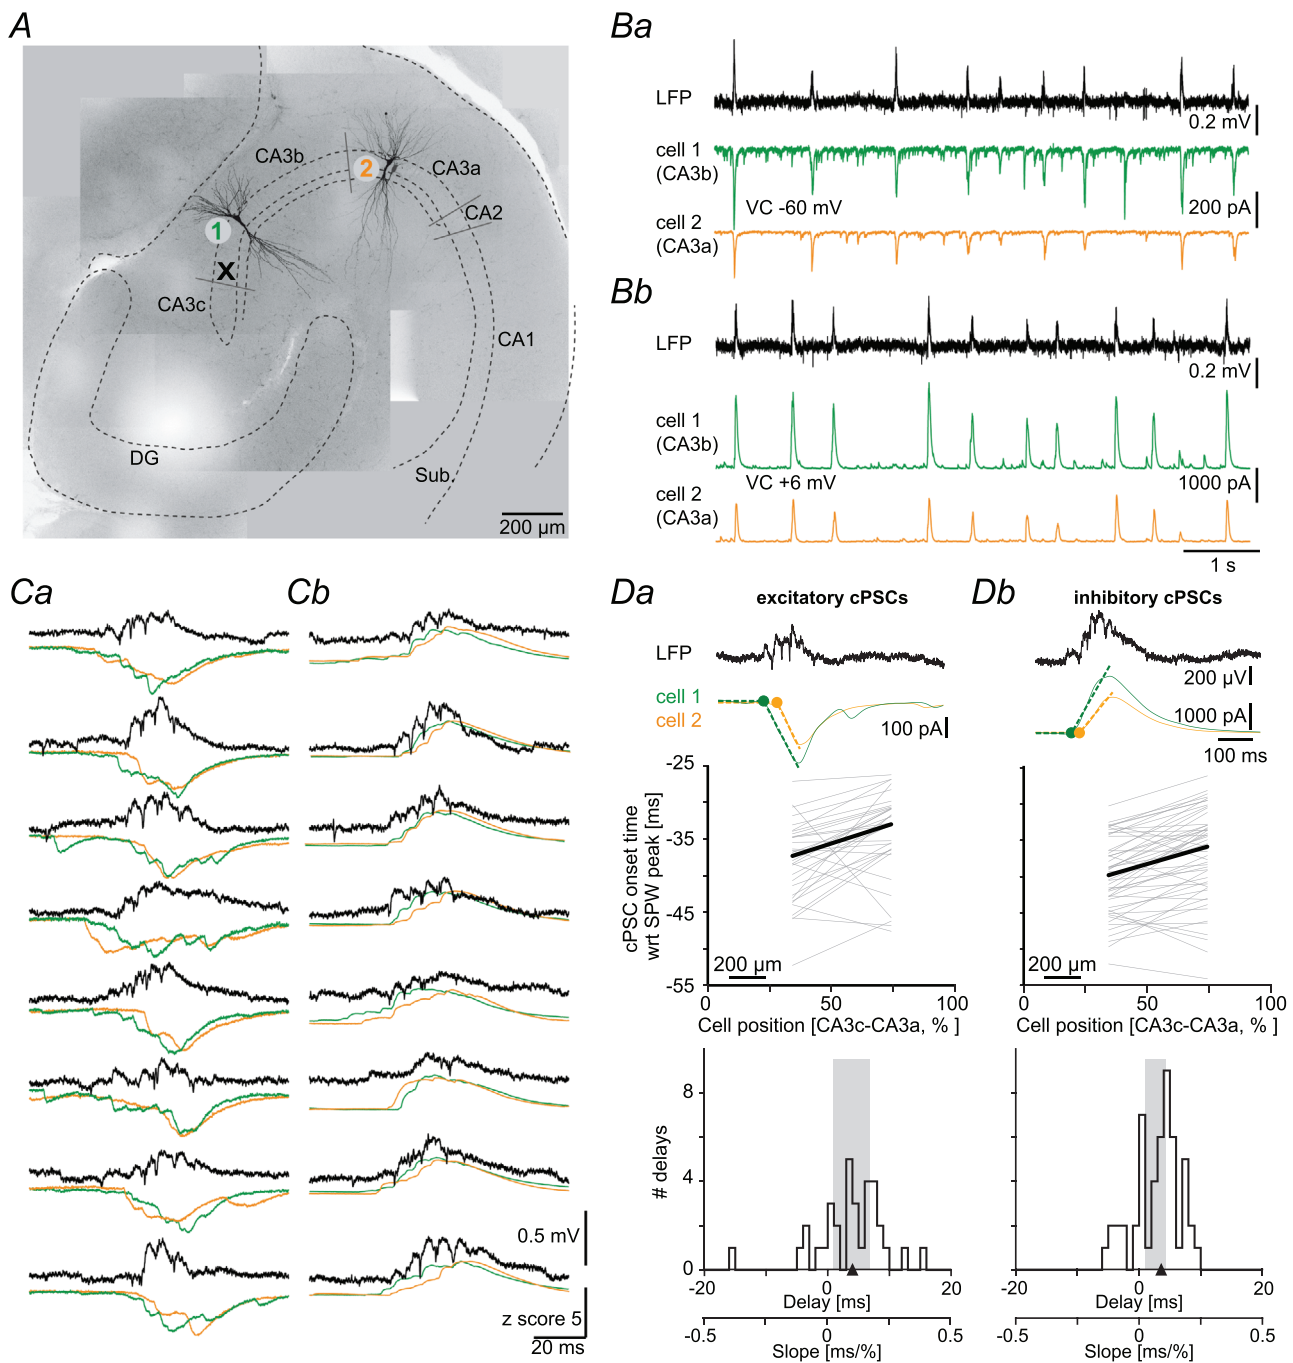 A
CA3b
2
CA3a
CA2
1
X
CA3c
CA1
DG
Sub.
200 µm
Ba
LFP
0.2 mV
cell 1
(CA3b)
VC -60 mV
200 pA
cell 2
(CA3a)
Bb
LFP
0.2 mV
cell 1
(CA3b)
VC +6 mV
1000 pA
cell 2
(CA3a)
1 s
Ca
Cb
0.5 mV
z score 5
20 ms
Da
excitatory cPSCs
LFP
cell 1
cell 2
100 pA
-25
-35
-45
-55
cPSC onset time
wrt SPW peak [ms]
200 µm
0 50 100
Cell position [CA3c-CA3a, % ]
8
4
0
# delays
-20 0 20
Delay [ms]
-0.5 0 0.5
Slope [ms/%]
Db
inhibitory cPSCs
200 µV
1000 pA
100 ms
200 µm
0 50 100
Cell position [CA3c-CA3a, % ]
-20 0 20
Delay [ms]
-0.5 0 0.5
Slope [ms/%]